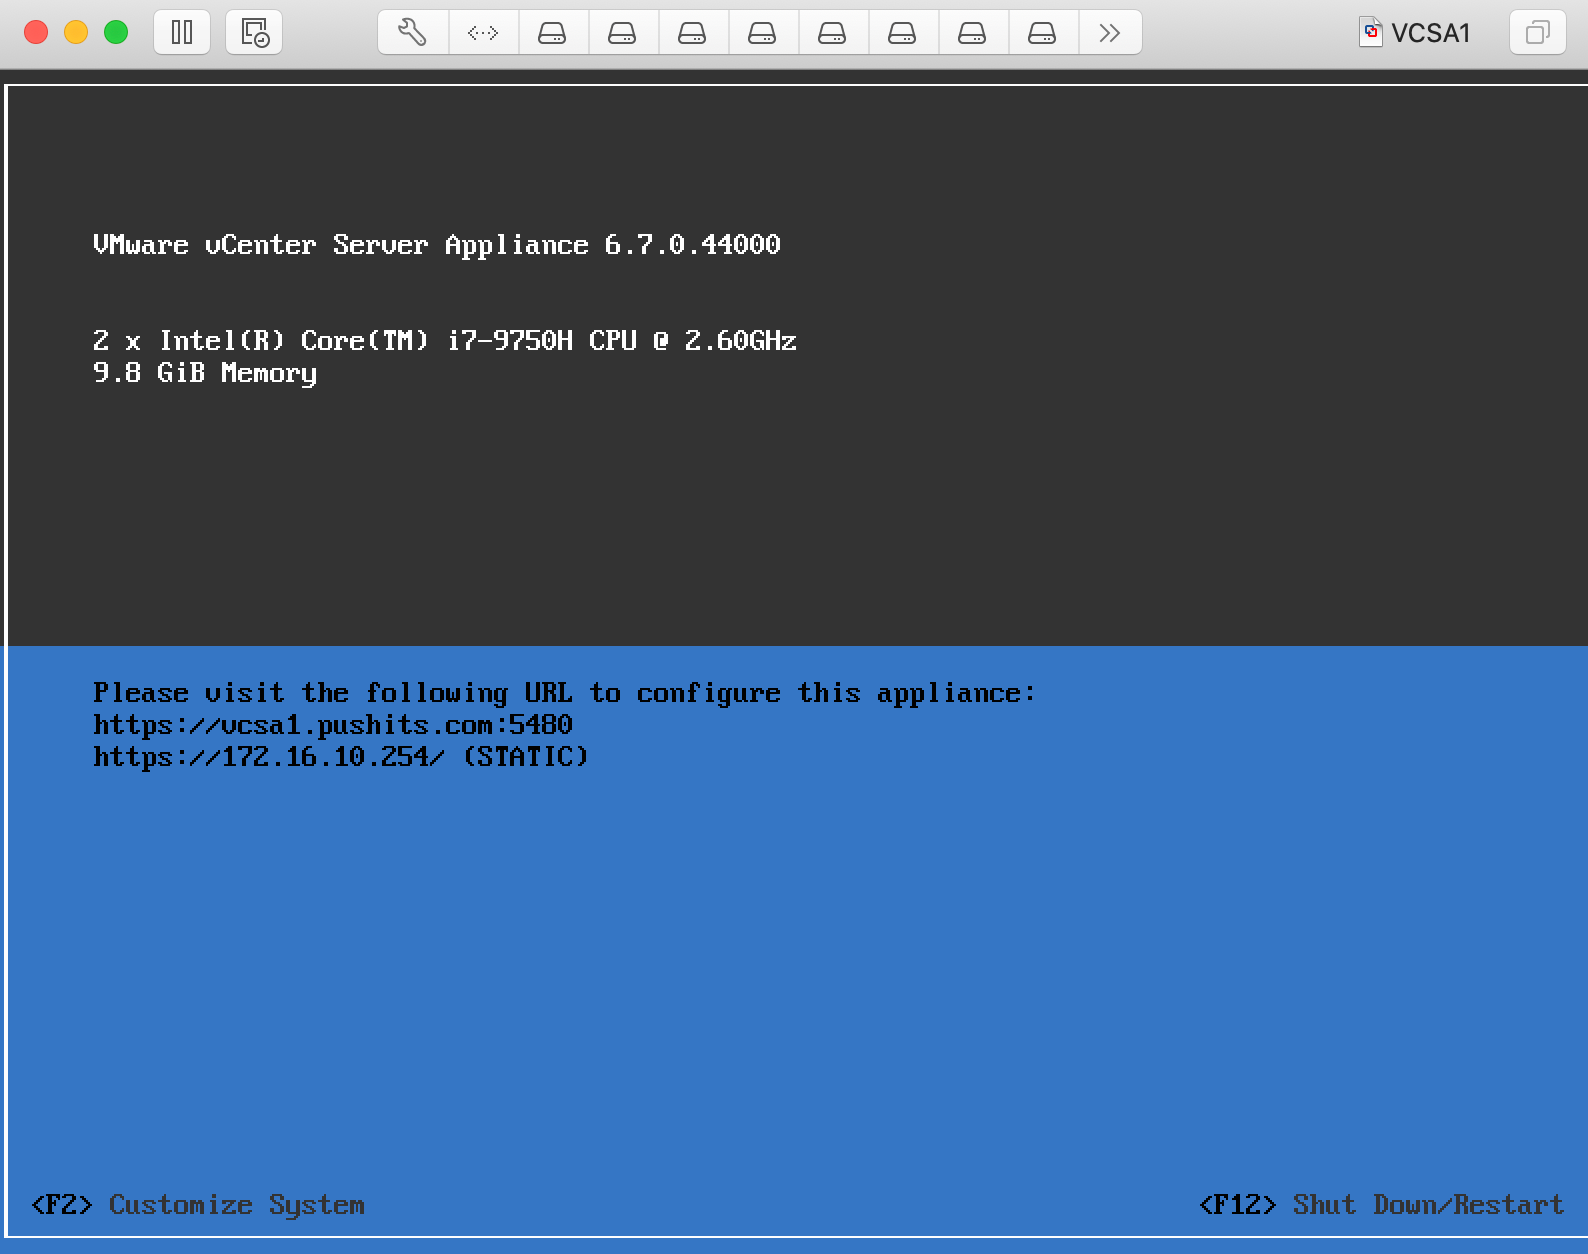 VCSA1
VMware vCenter Server Appliance 6.7.0.44000
2 x Intel(R) Core(TM) i7-9750H CPU @ 2.60GHz
9.8 GiB Memory
Please visit the following URL to configure this appliance:
https://vcsa1.pushits.com:5480
https://172.16.10.254/ (STATIC)
<F2> Customize System
<F12> Shut Down/Restart